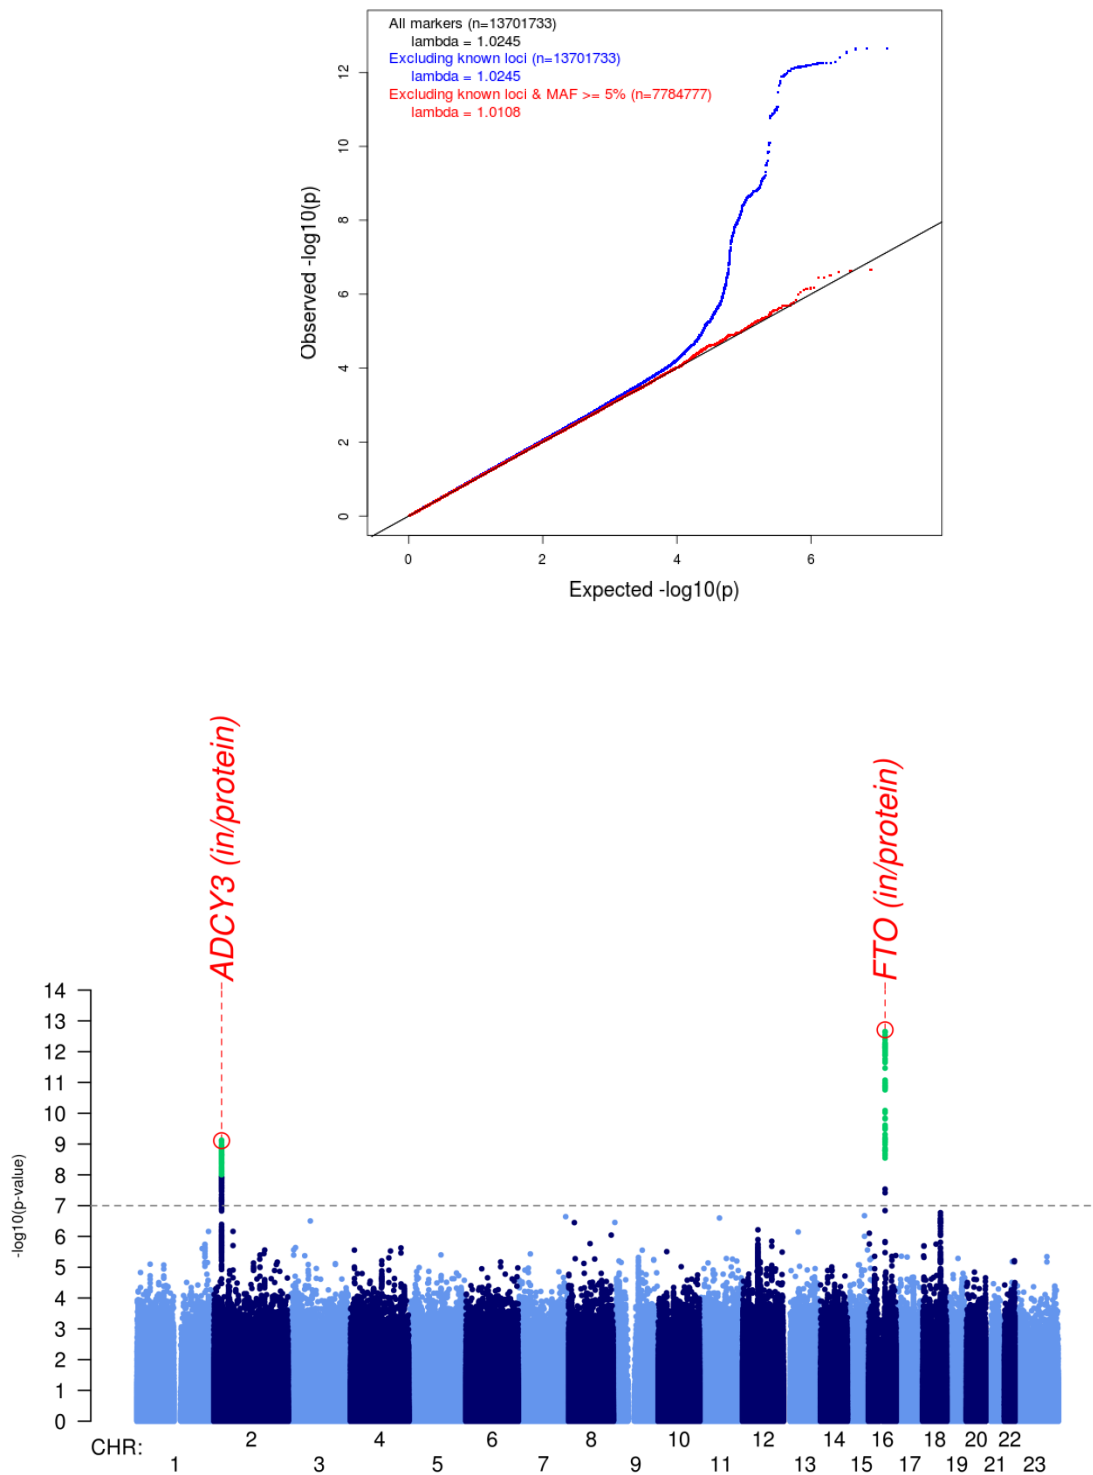 All markers (n=13701733)
lambda = 1.0245
Excluding known loci (n=13701733)
lambda = 1.0245
Excluding known loci & MAF >= 5% (n=7784777)
lambda = 1.0108
12
10
8
6
4
2
0
Observed -log10(p)
0 2 4 6
Expected -log10(p)
ADCY3 (in/protein)
FTO (in/protein)
14
13
12
11
10
9
8
7
6
5
4
3
2
1
0
-log10(p-value)
CHR:
2 4 6 8 10 12 14 16 18 20 22
1 3 5 7 9 11 13 15 17 19 21 23